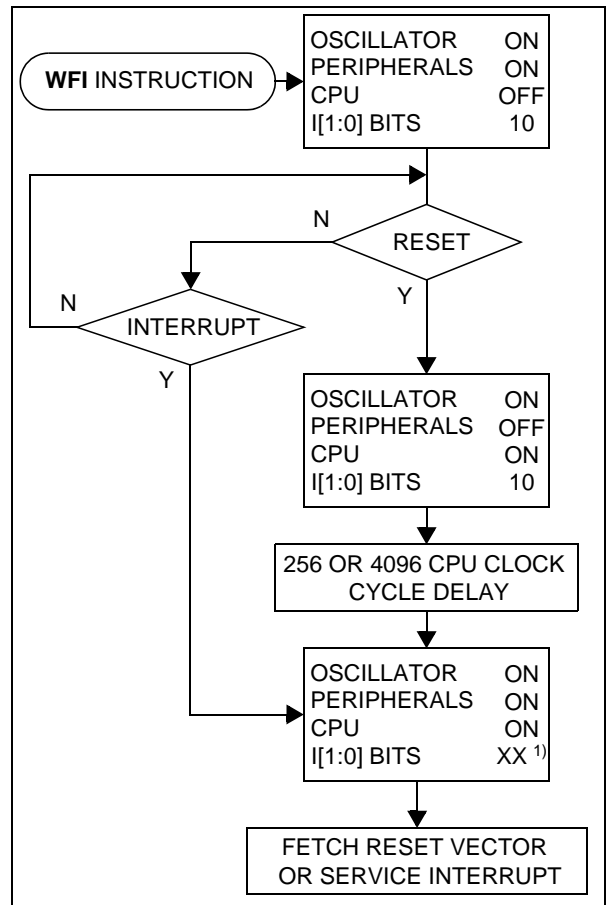 WFI INSTRUCTION
OSCILLATOR ON
PERIPHERALS ON
CPU OFF
I[1:0] BITS 10
N
RESET
Y
N
INTERRUPT
Y
OSCILLATOR ON
PERIPHERALS OFF
CPU ON
I[1:0] BITS 10
256 OR 4096 CPU CLOCK
CYCLE DELAY
OSCILLATOR ON
PERIPHERALS ON
CPU ON
I[1:0] BITS XX 1)
FETCH RESET VECTOR
OR SERVICE INTERRUPT